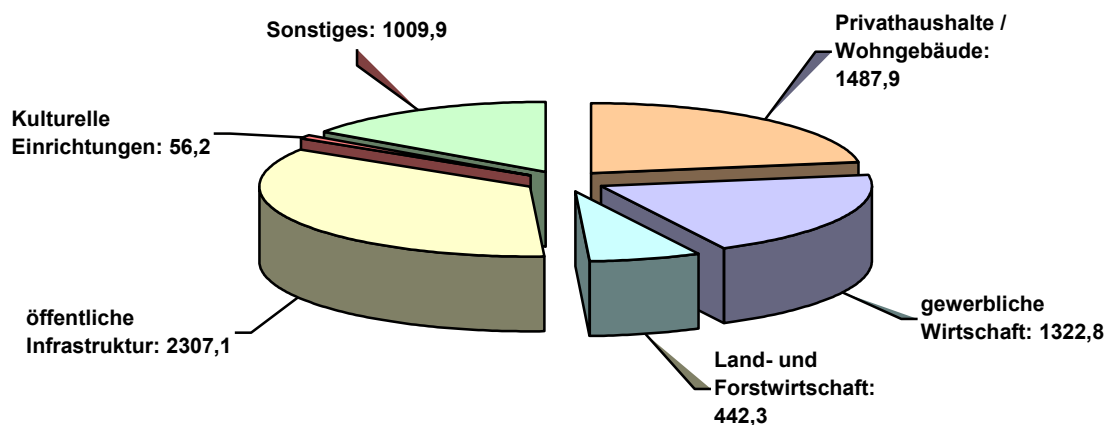 Sonstiges: 1009,9
Privathaushalte /
Wohngebäude:
1487,9
Kulturelle
Einrichtungen: 56,2
öffentliche
Infrastruktur: 2307,1
gewerbliche
Wirtschaft: 1322,8
Land- und
Forstwirtschaft:
442,3